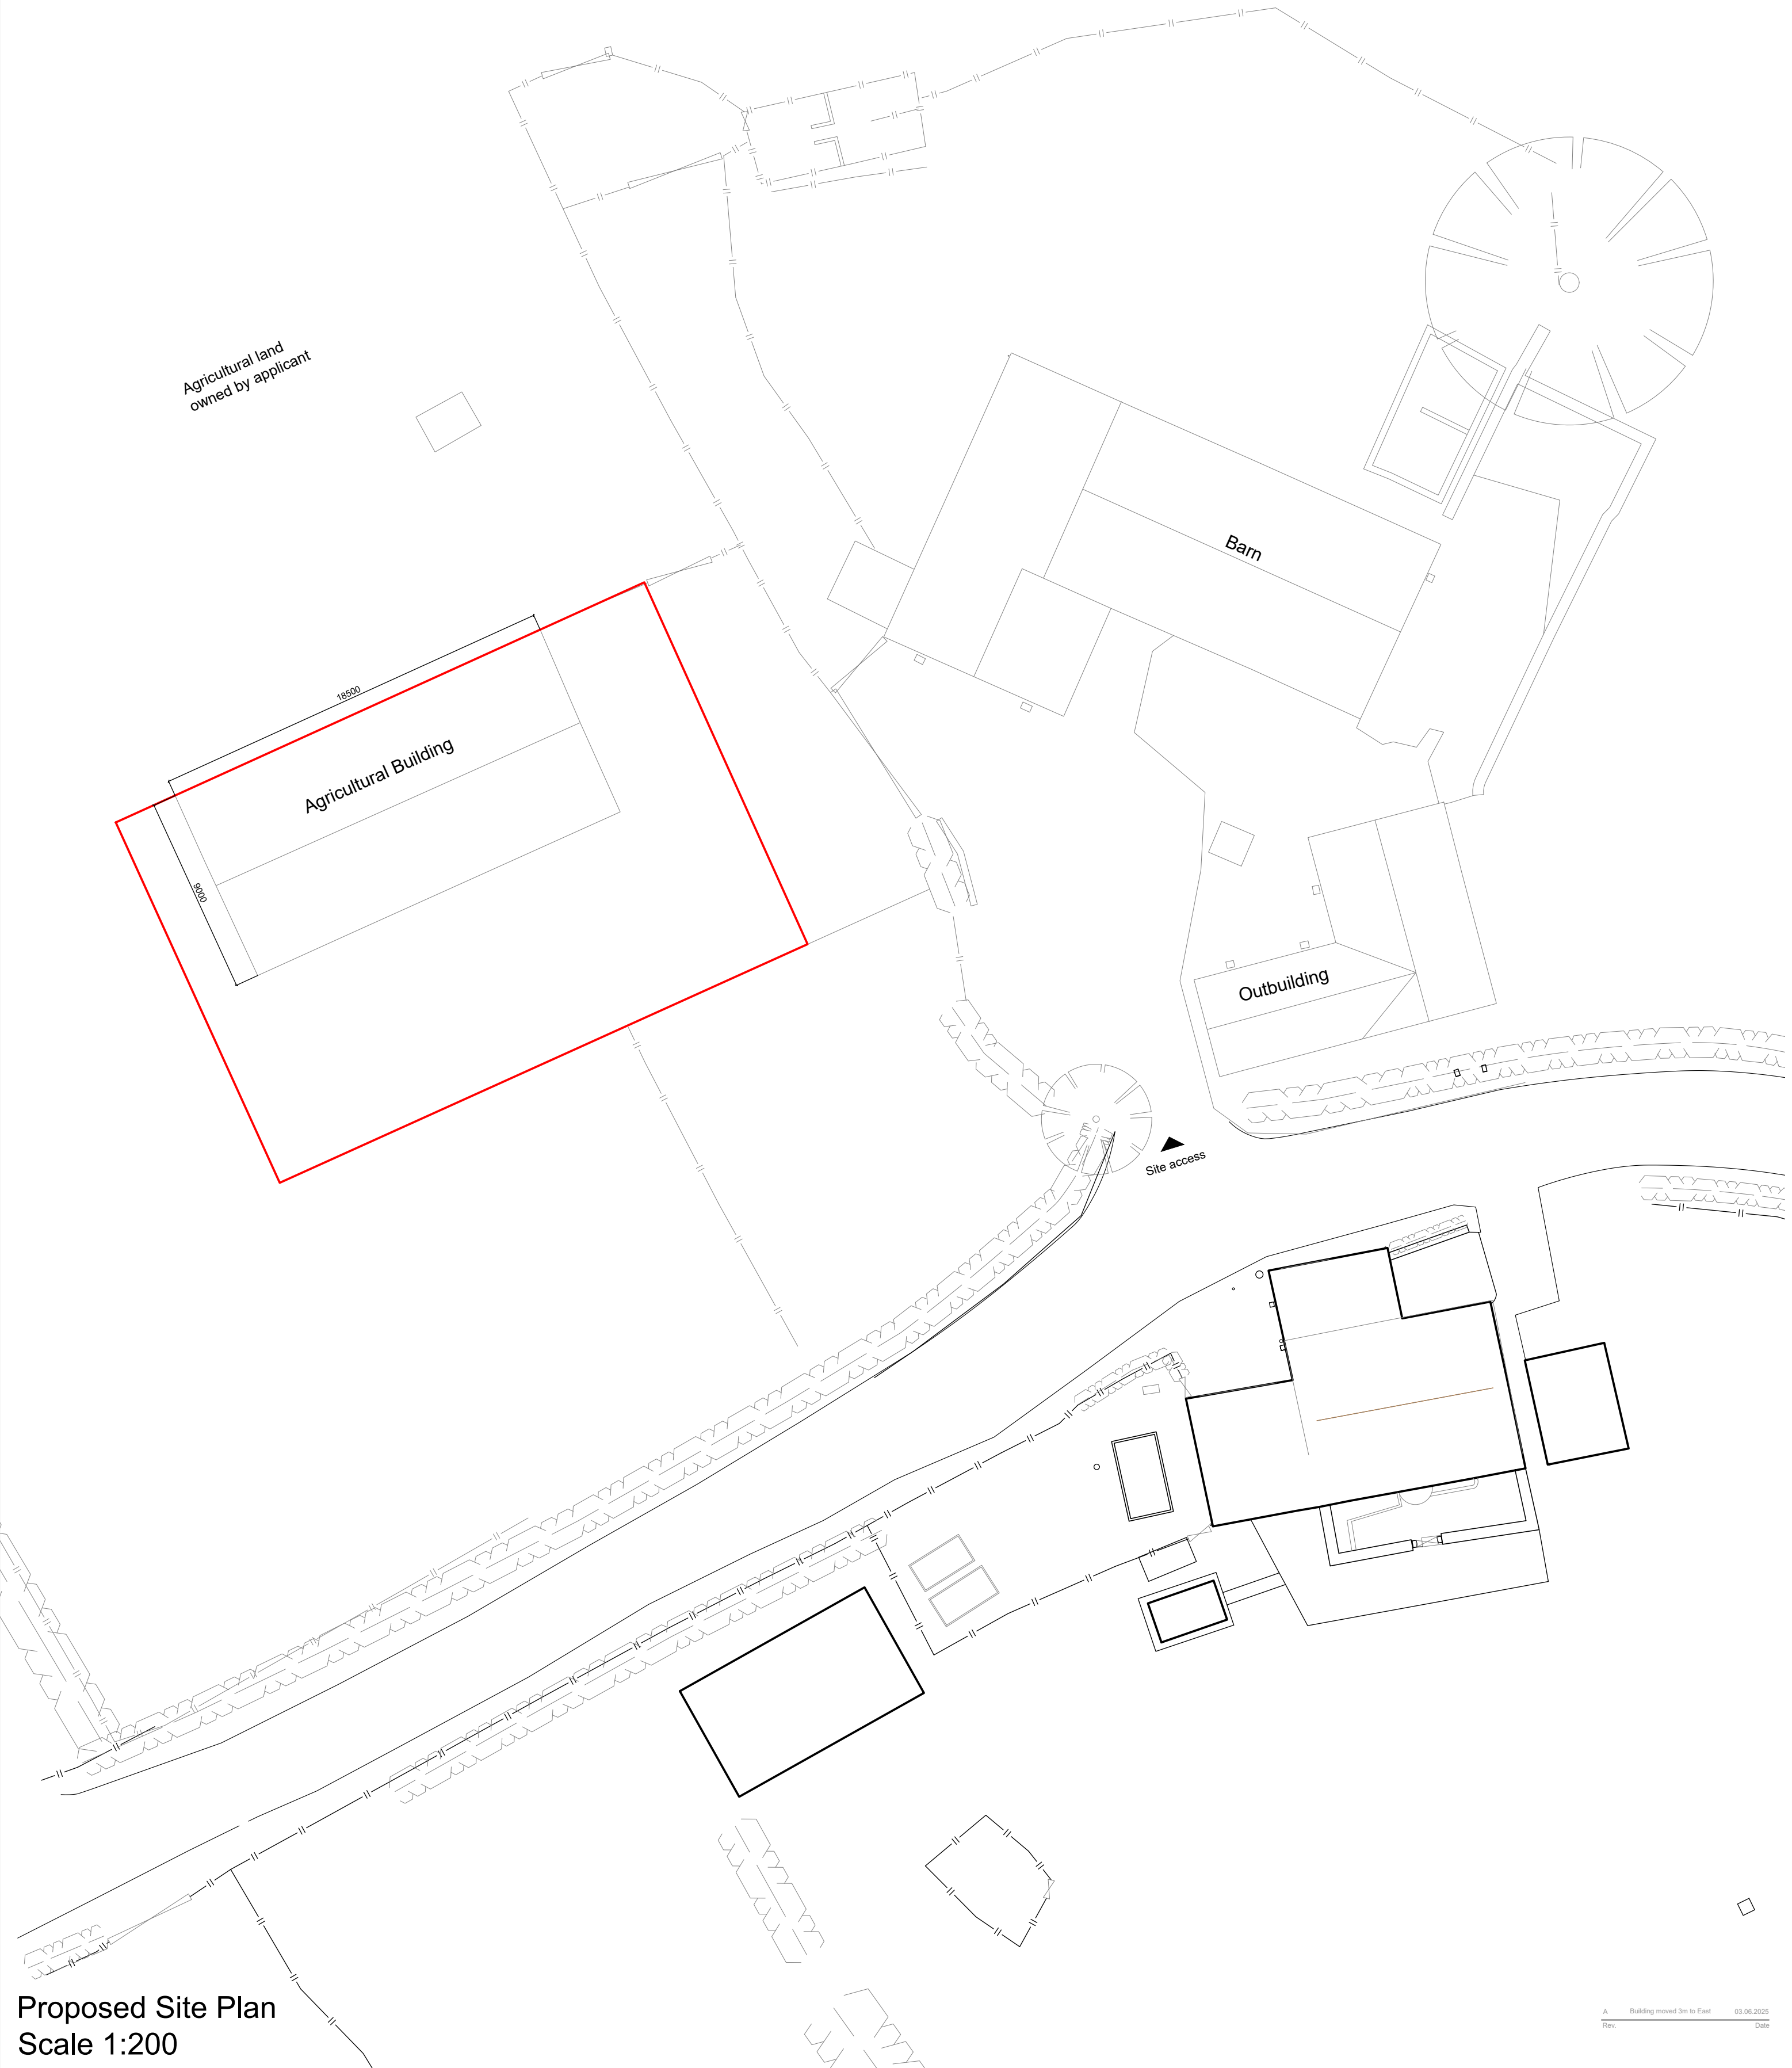 Agricultural land
owned by applicant
Barn
18500
Agricultural Building
9000
Outbuilding
Site access
Proposed Site Plan
Scale 1:200
A Building moved 3m to East 03.06.2025
Rev. Date